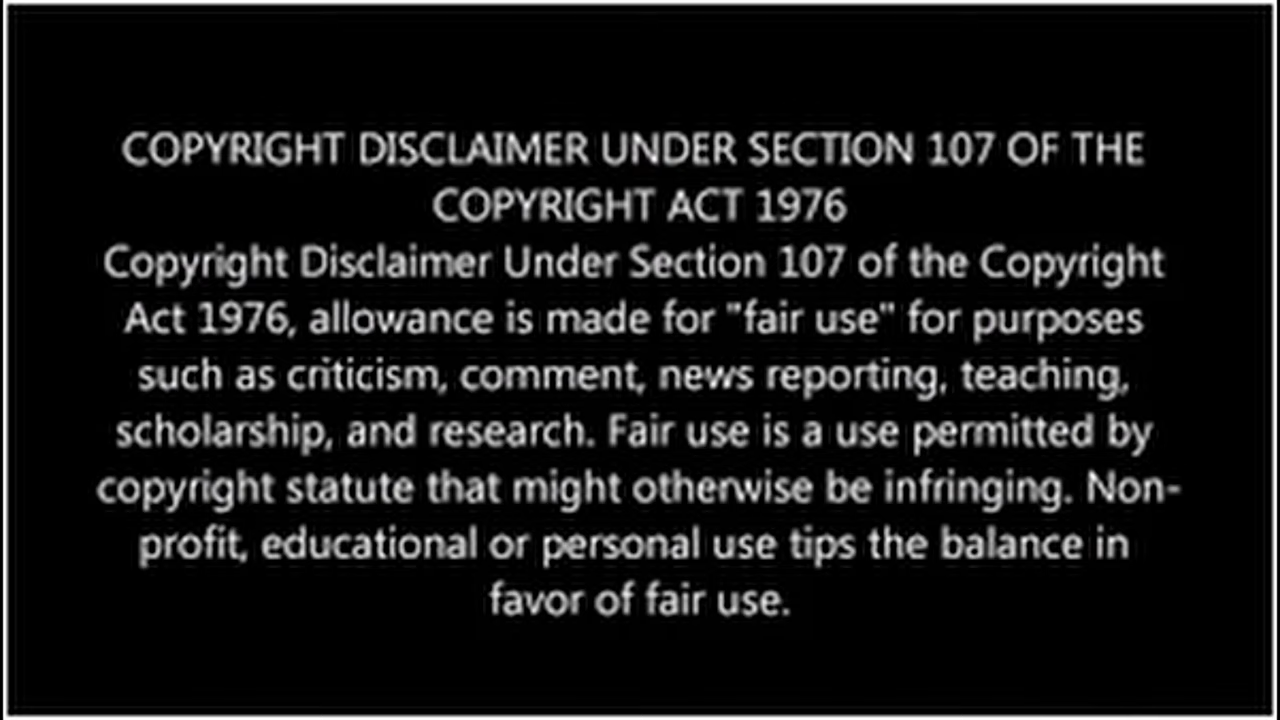 COPYRIGHT DISCLAIMER UNDER SECTION 107 OF THE
COPYRIGHT ACT 1976
Copyright Disclaimer Under Section 107 of the Copyright
Act 1976, allowance is made for "fair use" for purposes
such as criticism, comment, news reporting, teaching,
scholarship, and research. Fair use is a use permitted by
copyright statute that might otherwise be infringing. Non-
profit, educational or personal use tips the balance in
favor of fair use.